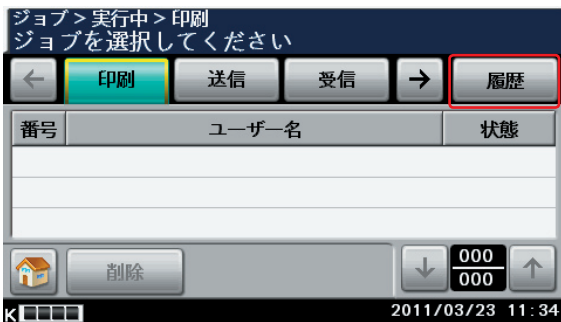 ジョブ>実行中>印刷
ジョブを選択してください
← 印刷 送信 受信 → 履歴
番号 ユーザー名 状態
削除 ↓ 000 ↑
000
K 2011/03/23 11:34